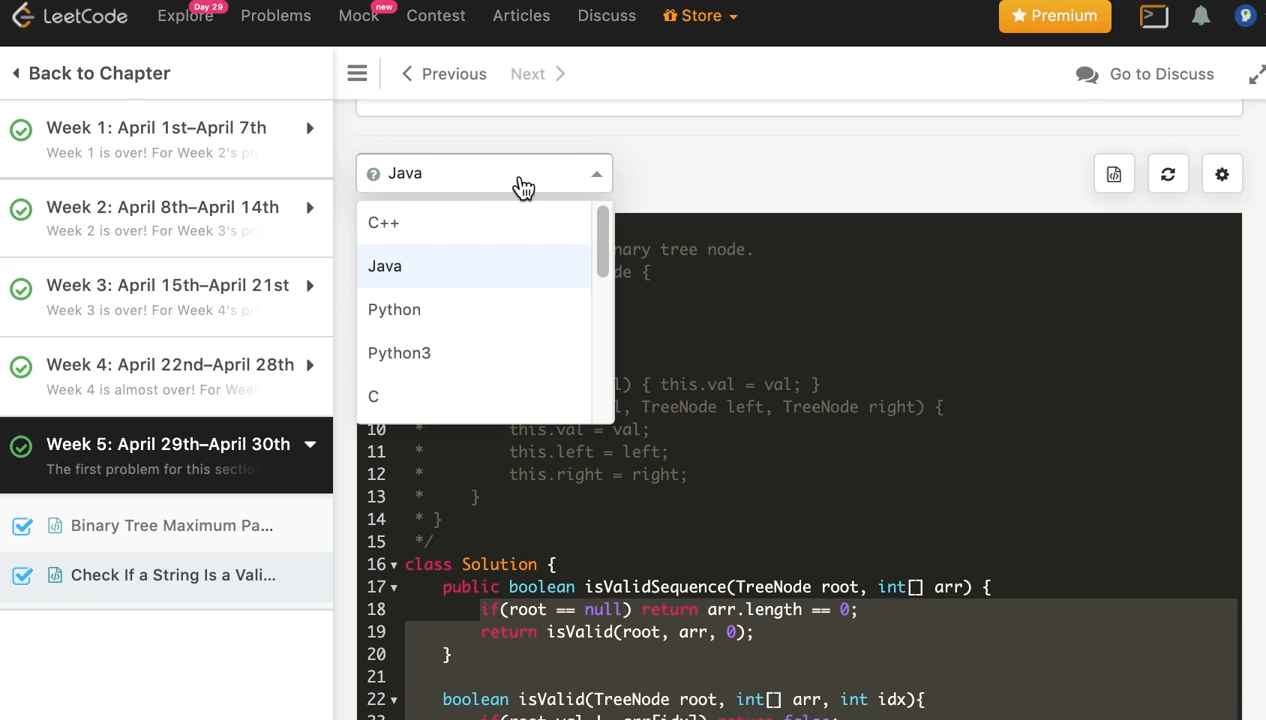 LeetCode
Explore
Day 29
Problems
Mock
new
Contest
Articles
Discuss
Store
Premium
Back to Chapter
Previous
Next
Go to Discuss
Week 1: April 1st–April 7th
Week 1 is over! For Week 2's pr
Week 2: April 8th–April 14th
Week 2 is over! For Week 3's pr
Week 3: April 15th–April 21st
Week 3 is over! For Week 4's pr
Week 4: April 22nd–April 28th
Week 4 is almost over! For Wee
Week 5: April 29th–April 30th
The first problem for this sectio
Binary Tree Maximum Pa...
Check If a String Is a Vali...
Java
C++
Java
Python
Python3
C
nary tree node.
de {
l) { this.val = val; }
l, TreeNode left, TreeNode right) {
10 * this.val = val;
11 * this.left = left;
12 * this.right = right;
13 * }
14 * }
15 */
16 class Solution {
17 public boolean isValidSequence(TreeNode root, int[] arr) {
18 if(root == null) return arr.length == 0;
19 return isValid(root, arr, 0);
20 }
21
22 boolean isValid(TreeNode root, int[] arr, int idx){